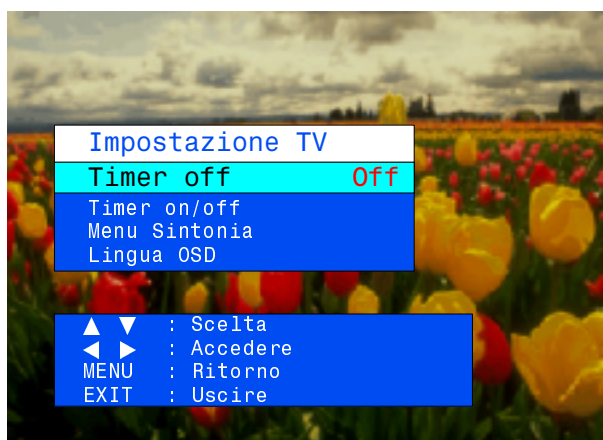 Impostazione TV
Timer off Off
Timer on/off
Menu Sintonia
Lingua OSD
▲ ▼ : Scelta
◀ ▶ : Accedere
MENU : Ritorno
EXIT : Uscire